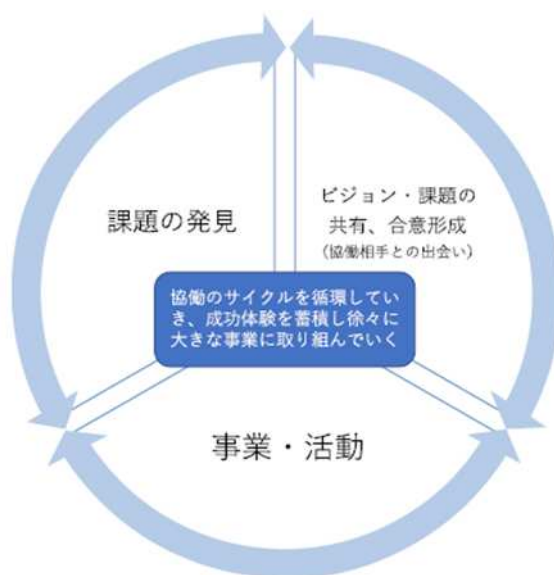 課題の発見
ビジョン・課題の
共有、合意形成
（協働相手との出会い）
協働のサイクルを循環してい
き、成功体験を蓄積し徐々に
大きな事業に取り組んでいく
事業・活動